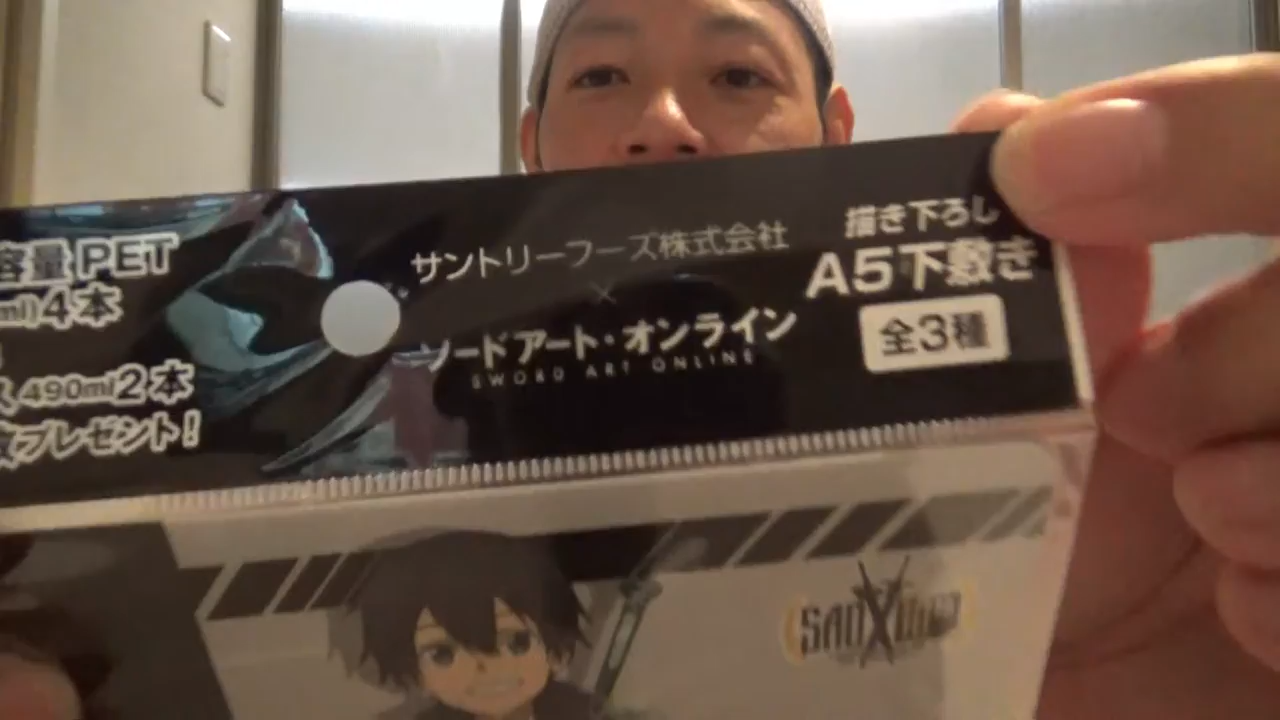 容量PET
ml)4本
490ml2本
プレゼント!
サントリーフーズ株式会社
×
ソードアート・オンライン
SWORD ART ONLINE
描き下ろし
A5下敷き
全3種
SAO